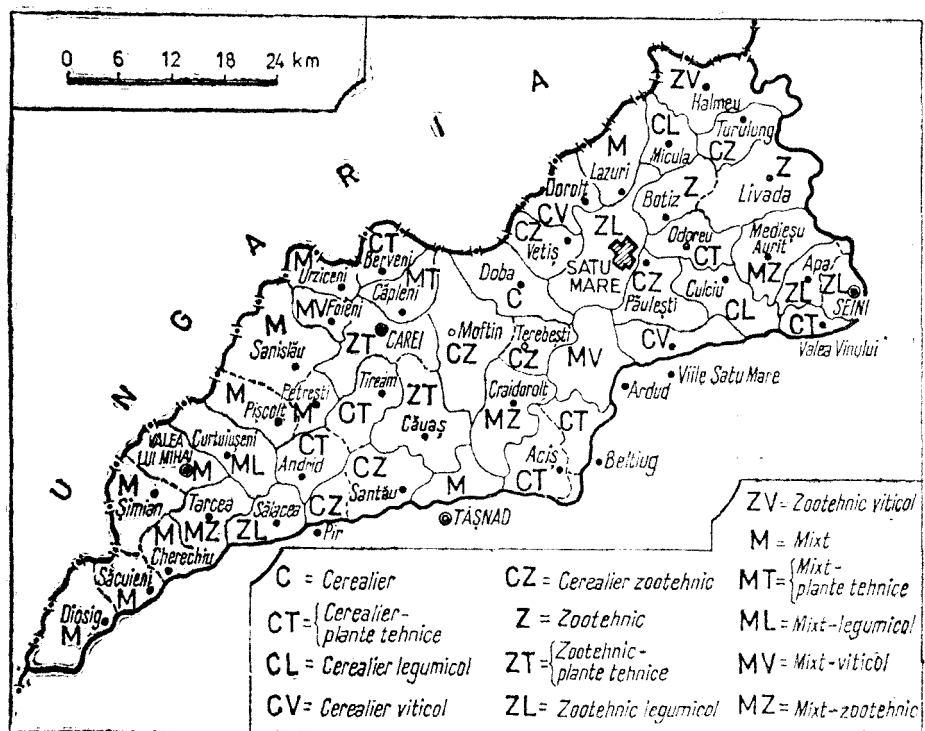 0 6 12 18 24 km
U N G A R I A
ZV
Halmeu
CL
Micula
Turulung
CZ
M
Lazuri
Z
Livada
Botiz
Z
Dorolt
CV
CZ
Vetiș
ZL
SATU
MARE
Odoreu
CT
Mediesu
Aurit
MZ
Apa
ZL
ZL
SEINI
CT
Valea Vinului
CZ
Păulești
Culciu
CL
CV
Viile Satu Mare
Doba
C
CT
Berveni
M
Urziceni
MT
Căpleni
MV
Foieni
ZT
CAREI
Moftin
CZ
Terebești
CZ
MV
Ardud
M
Sanislău
Tiream
CT
ZT
Căuaș
Craidorolt
MZ
CT
Acis
CT
Beltiug
Petrești
M
M
Pișcolt
CT
Andrid
CZ
Santău
M
TĂȘNAD
VALEA
LUI MIHAI
M
Curtuiușeni
ML
M
Șimian
Tarcea
MZ
M
Cherechiu
ZL
Sălacea
CZ
Pir
Săcuieni
M
Diosig
M
C = Cerealier
CT = {Cerealier-
plante tehnice
CL = Cerealier legumicol
CV = Cerealier viticol
CZ = Cerealier zootehnic
Z = Zootehnic
ZT = {Zootehnic-
plante tehnice
ZL = Zootehnic legumicol
ZV = Zootehnic viticol
M = Mixt
MT = {Mixt-
plante tehnice
ML = Mixt-legumicol
MV = Mixt-viticol
MZ = Mixt-zootehnic